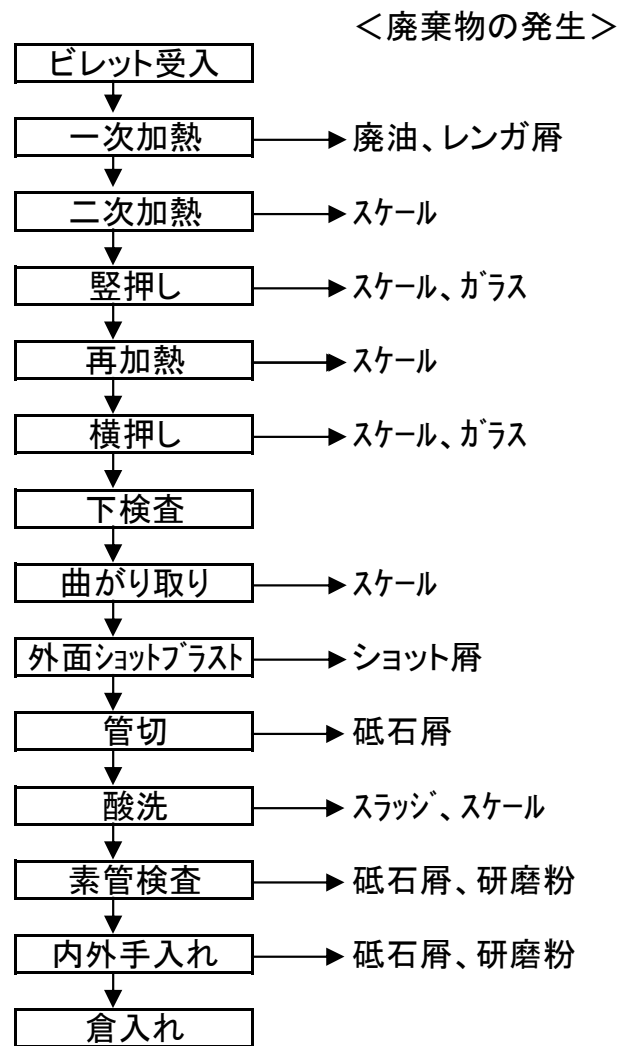 ＜廃棄物の発生＞
ビレット受入
一次加熱 廃油、レンガ屑
二次加熱 スケール
竪押し スケール、ガラス
再加熱 スケール
横押し スケール、ガラス
下検査
曲がり取り スケール
外面ショットブラスト ショット屑
管切 砥石屑
酸洗 スラッジ、スケール
素管検査 砥石屑、研磨粉
内外手入れ 砥石屑、研磨粉
倉入れ